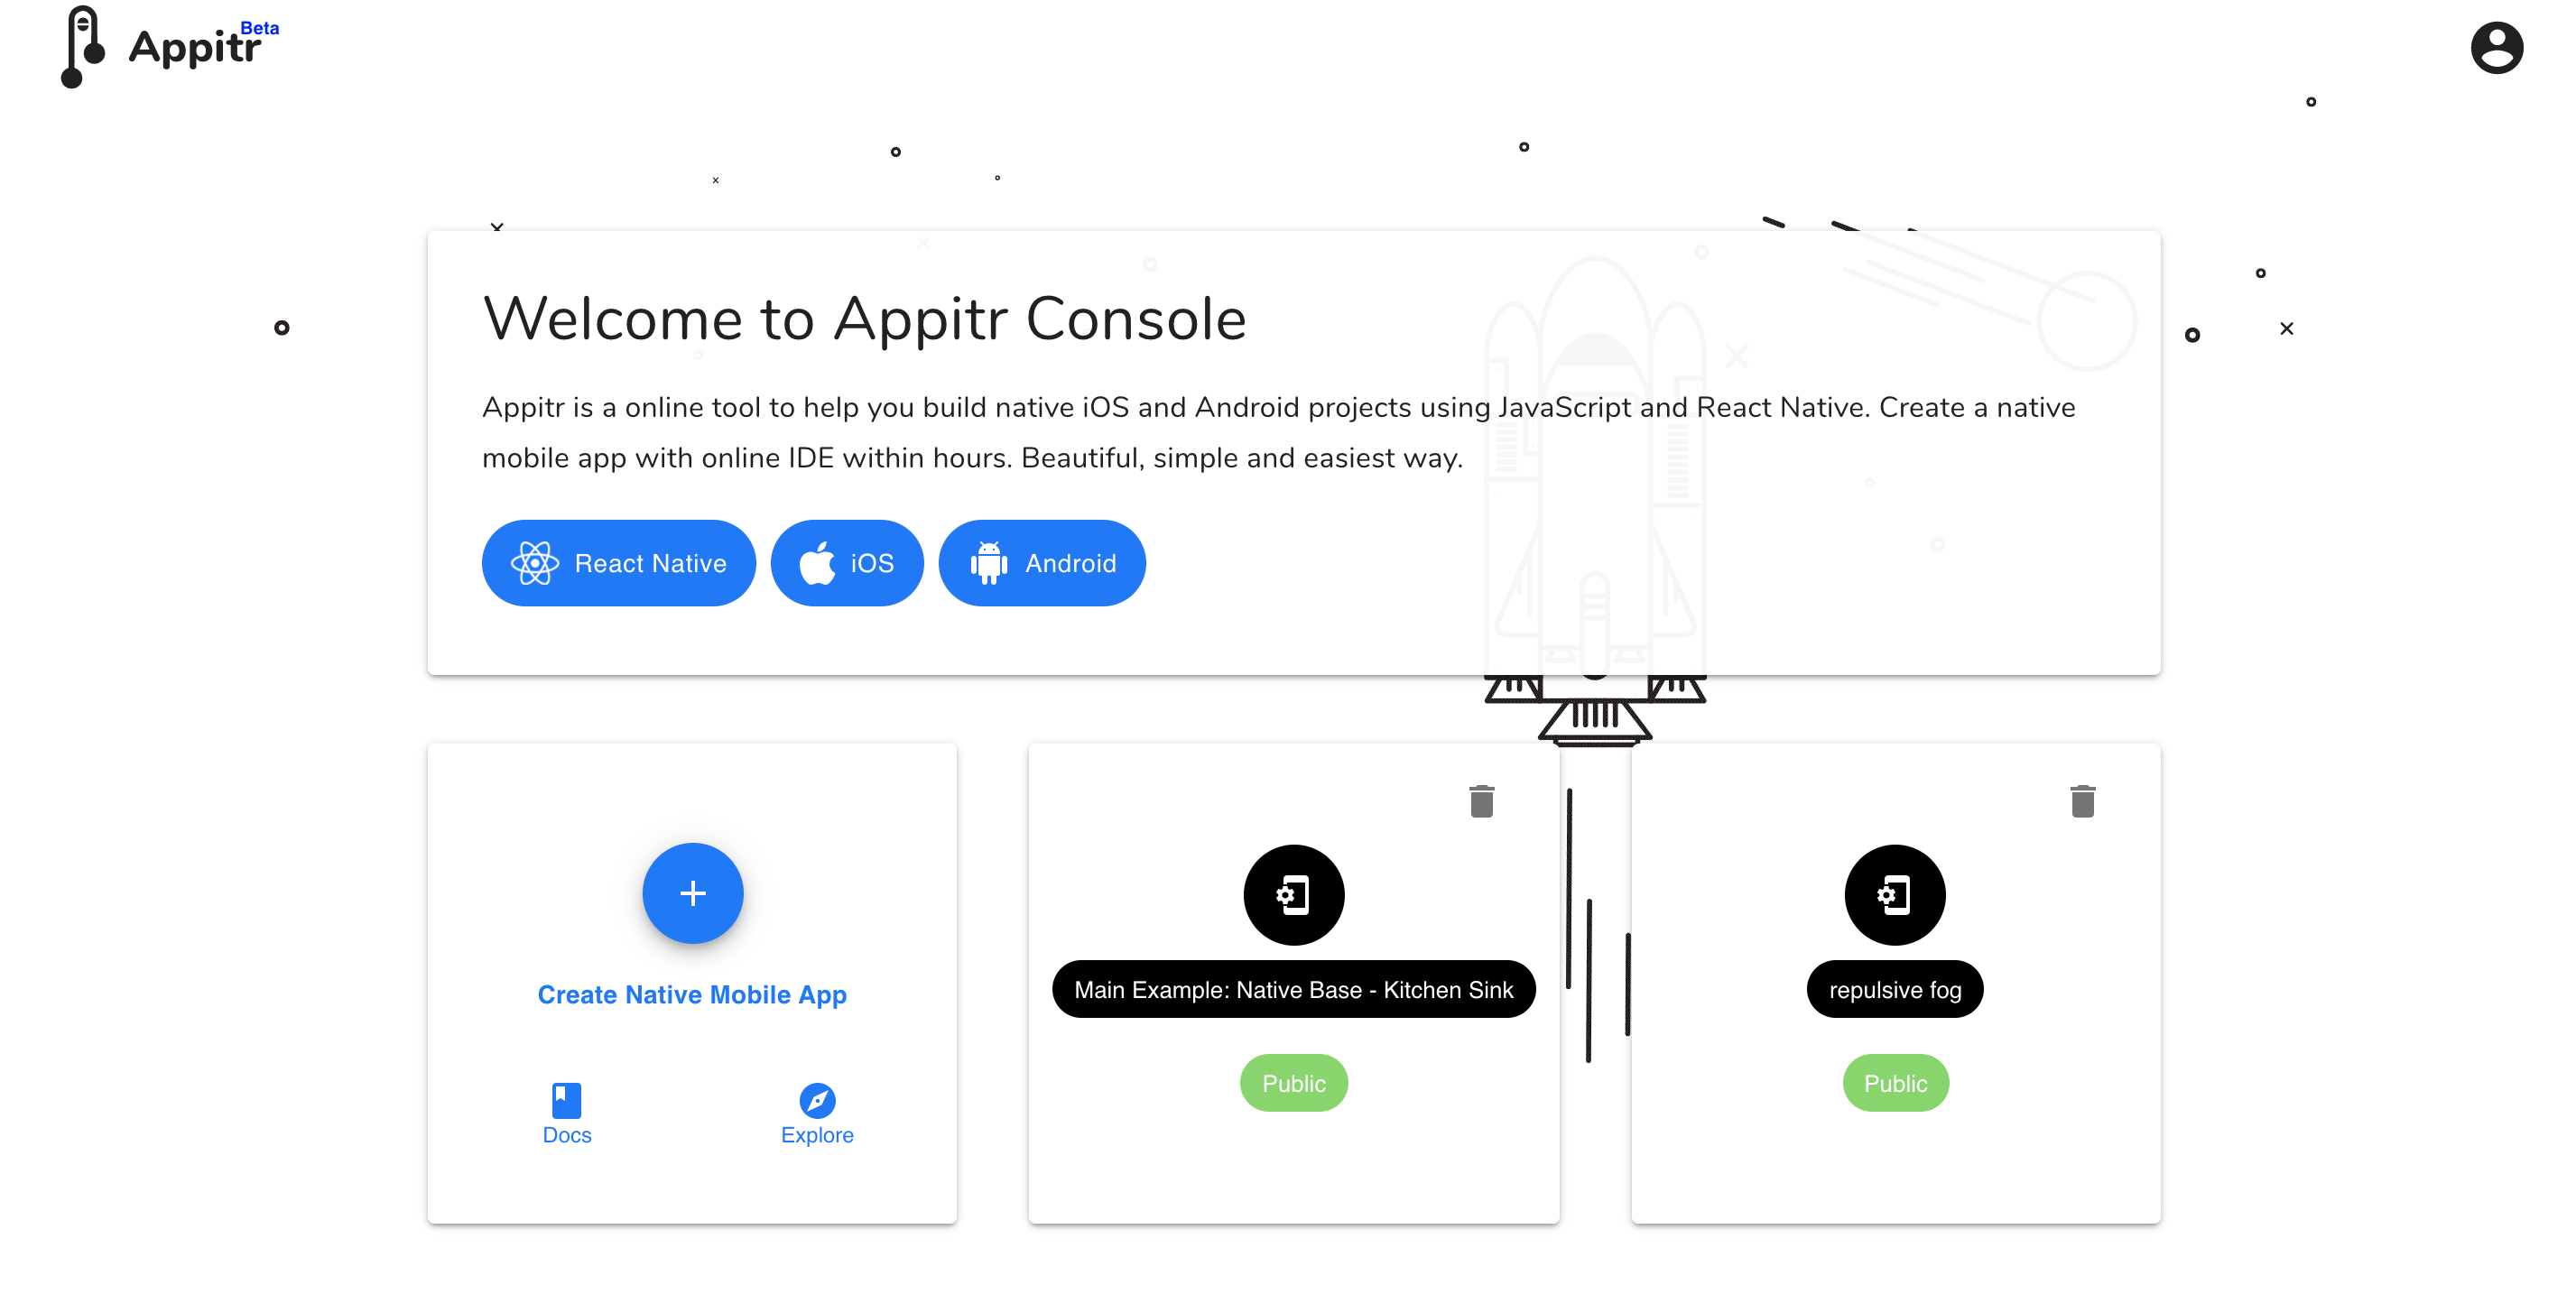 Appitr Beta
Welcome to Appitr Console
Appitr is a online tool to help you build native iOS and Android projects using JavaScript and React Native. Create a native
mobile app with online IDE within hours. Beautiful, simple and easiest way.
React Native iOS Android
Create Native Mobile App
Docs Explore
Main Example: Native Base - Kitchen Sink
Public
repulsive fog
Public